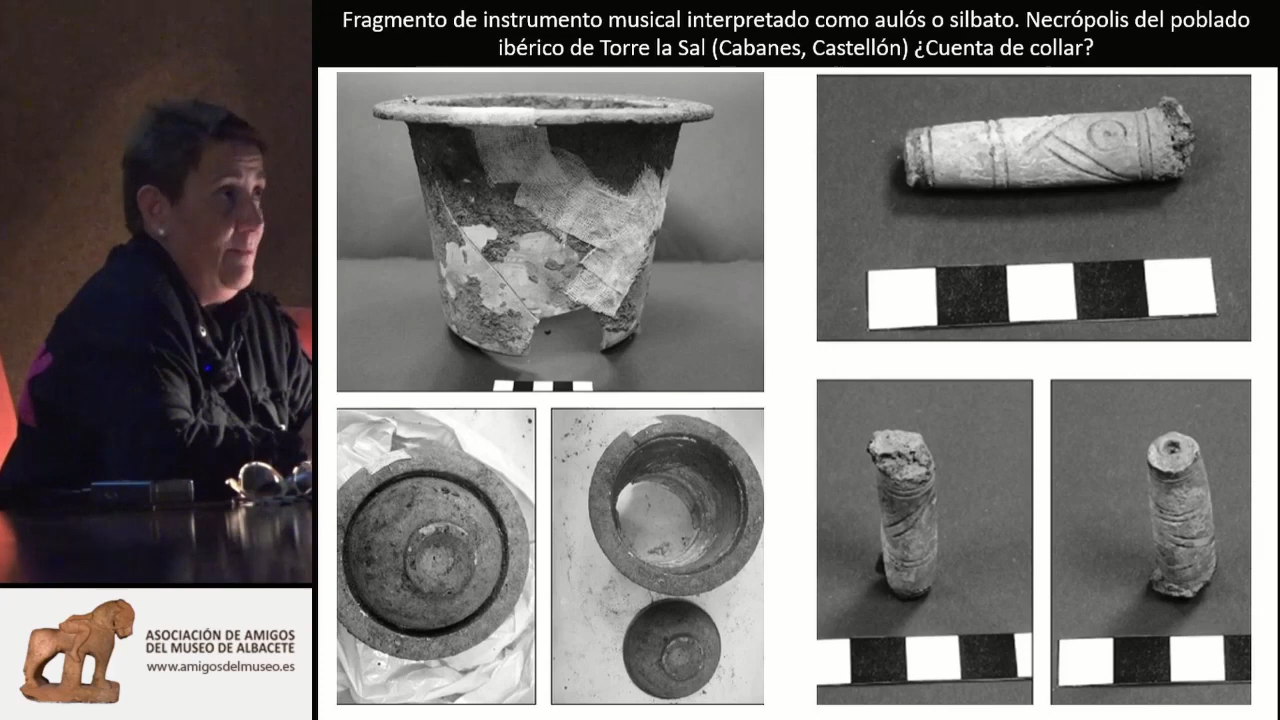 Fragmento de instrumento musical interpretado como aulós o silbato. Necrópolis del poblado
ibérico de Torre la Sal (Cabanes, Castellón) ¿Cuenta de collar?
ASOCIACIÓN DE AMIGOS
DEL MUSEO DE ALBACETE
www.amigosdelmuseo.es